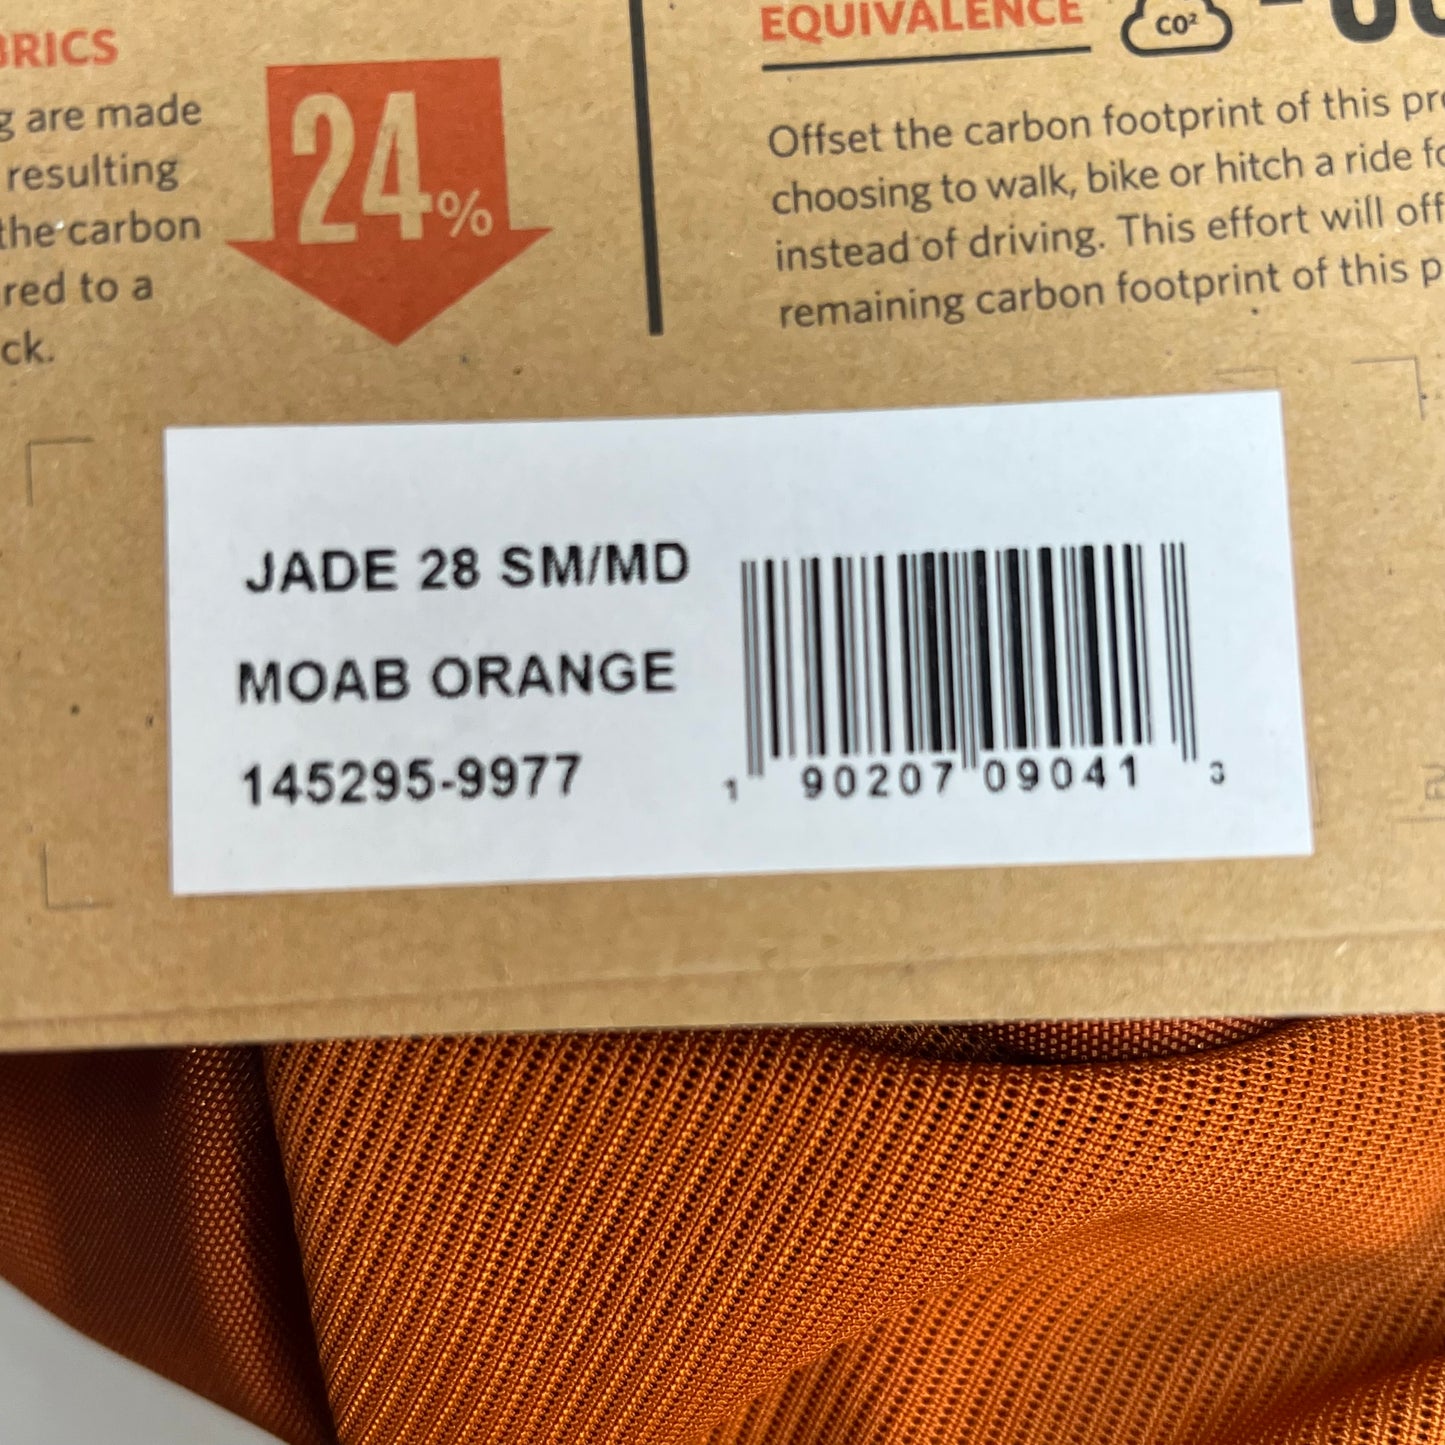 BRICS
g are made
resulting
the carbon
red to a
ck.
24%
EQUIVALENCE
CO²
Offset the carbon footprint of this pr
choosing to walk, bike or hitch a ride fo
instead of driving. This effort will off
remaining carbon footprint of this p
JADE 28 SM/MD
MOAB ORANGE
145295-9977
1 90207 09041 3